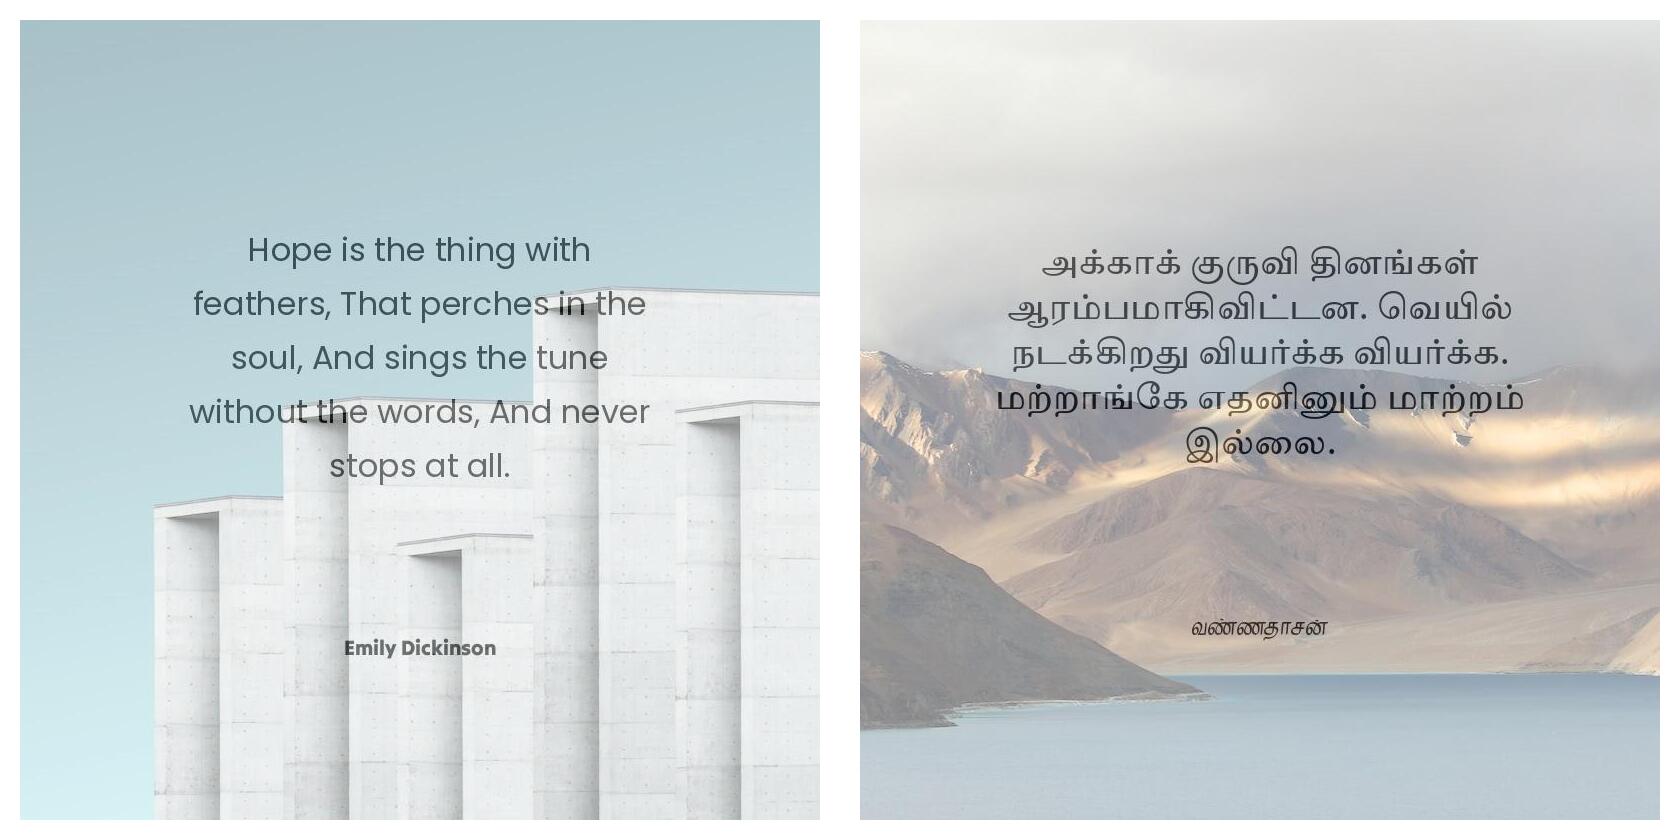 Hope is the thing with
feathers, That perches in the
soul, And sings the tune
without the words, And never
stops at all.
Emily Dickinson
அக்காக் குருவி தினங்கள்
ஆரம்பமாகிவிட்டன. வெயில்
நடக்கிறது வியர்க்க வியர்க்க.
மற்றாங்கே எதனினும் மாற்றம்
இல்லை.
வண்ணதாசன்